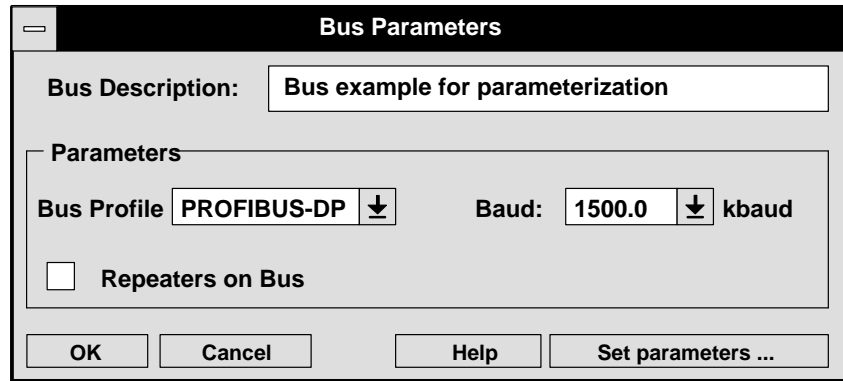 Bus Parameters
Bus Description: Bus example for parameterization
Parameters
Bus Profile PROFIBUS-DP Baud: 1500.0 kbaud
Repeaters on Bus
OK Cancel Help Set parameters ...